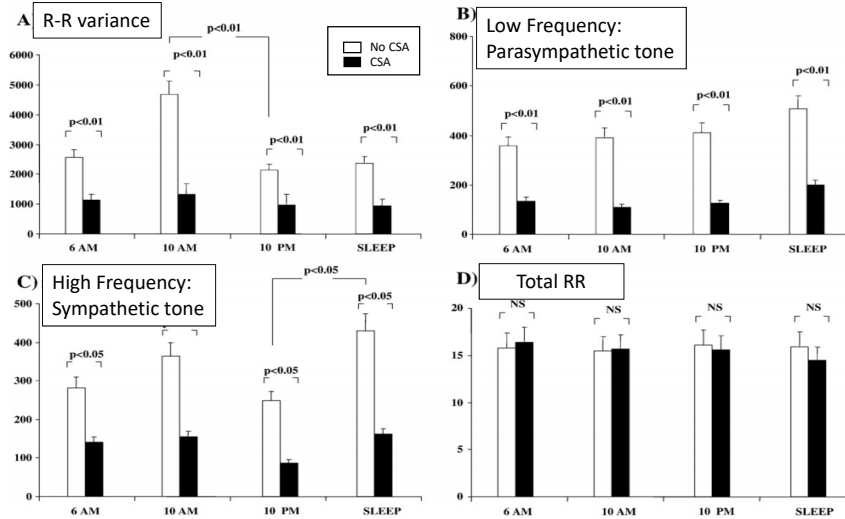 A) R-R variance
p<0.01
p<0.01
No CSA
CSA
6000
5000
4000
3000
2000
1000
0
p<0.01
p<0.01
p<0.01
6 AM
10 AM
10 PM
SLEEP
B) Low Frequency:
Parasympathetic tone
800
600
400
200
0
p<0.01
p<0.01
p<0.01
p<0.01
6 AM
10 AM
10 PM
SLEEP
C) High Frequency:
Sympathetic tone
p<0.05
500
400
300
200
100
0
p<0.05
p<0.05
p<0.05
6 AM
10 AM
10 PM
SLEEP
D) Total RR
20
15
10
5
0
NS
NS
NS
NS
6 AM
10 AM
10 PM
SLEEP